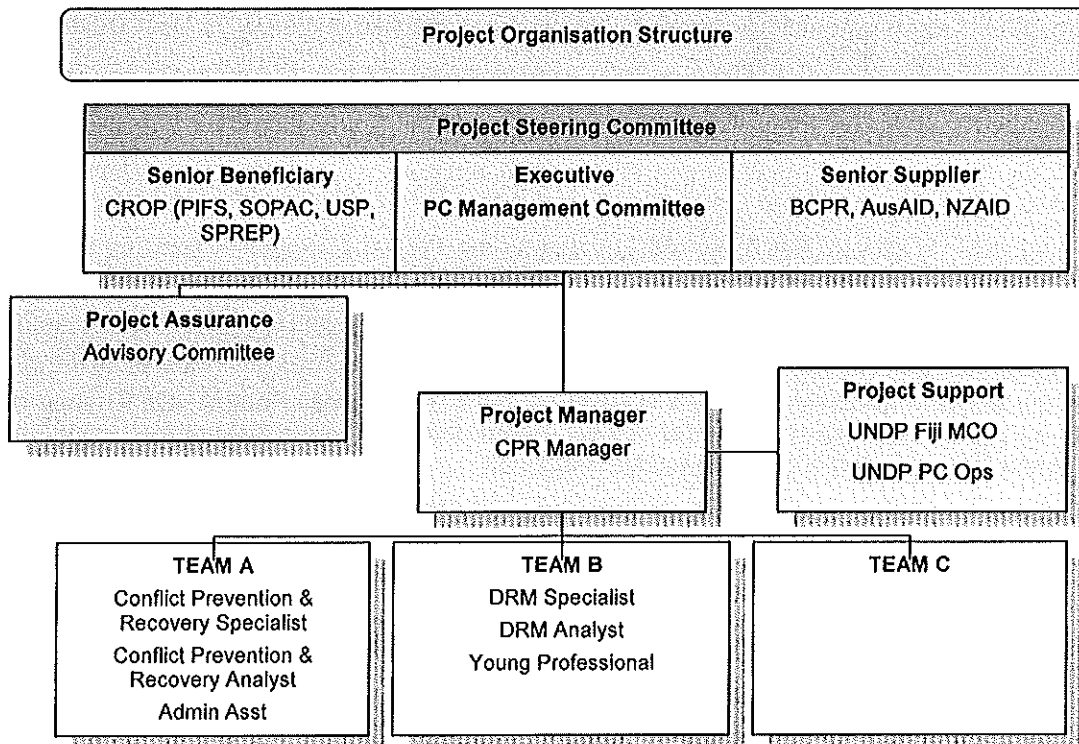 Project Organisation Structure
Project Steering Committee
Senior Beneficiary
CROP (PIFS, SOPAC, USP,
SPREP)
Executive
PC Management Committee
Senior Supplier
BCPR, AusAID, NZAID
Project Assurance
Advisory Committee
Project Manager
CPR Manager
Project Support
UNDP Fiji MCO
UNDP PC Ops
TEAM A
Conflict Prevention &
Recovery Specialist
Conflict Prevention &
Recovery Analyst
Admin Asst
TEAM B
DRM Specialist
DRM Analyst
Young Professional
TEAM C